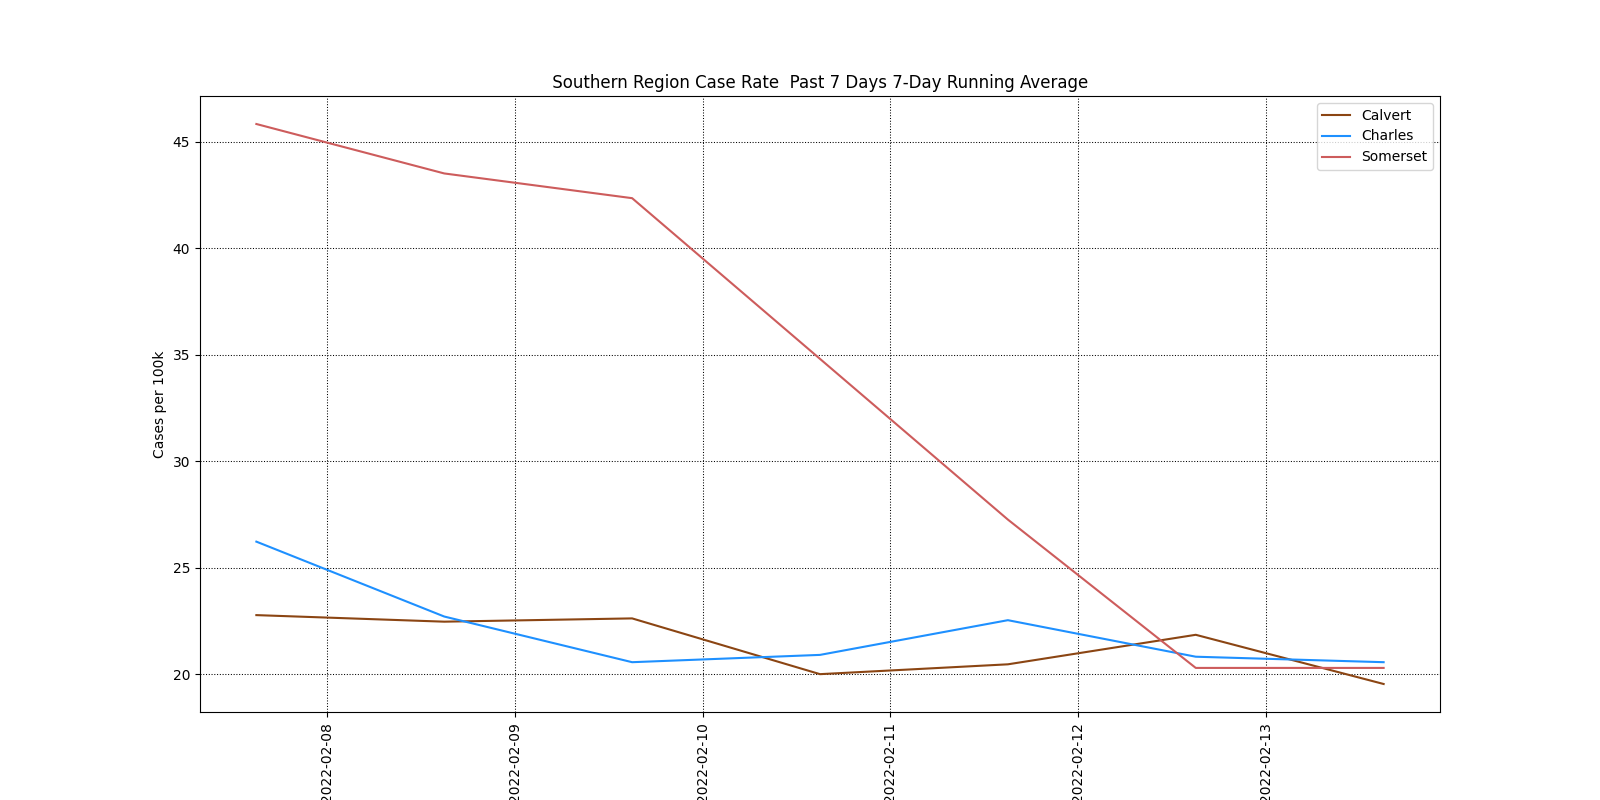 Southern Region Case Rate  Past 7 Days 7-Day Running Average
Calvert
Charles
Somerset
45
40
35
30
25
20
Cases per 100k
2022-02-08
2022-02-09
2022-02-10
2022-02-11
2022-02-12
2022-02-13